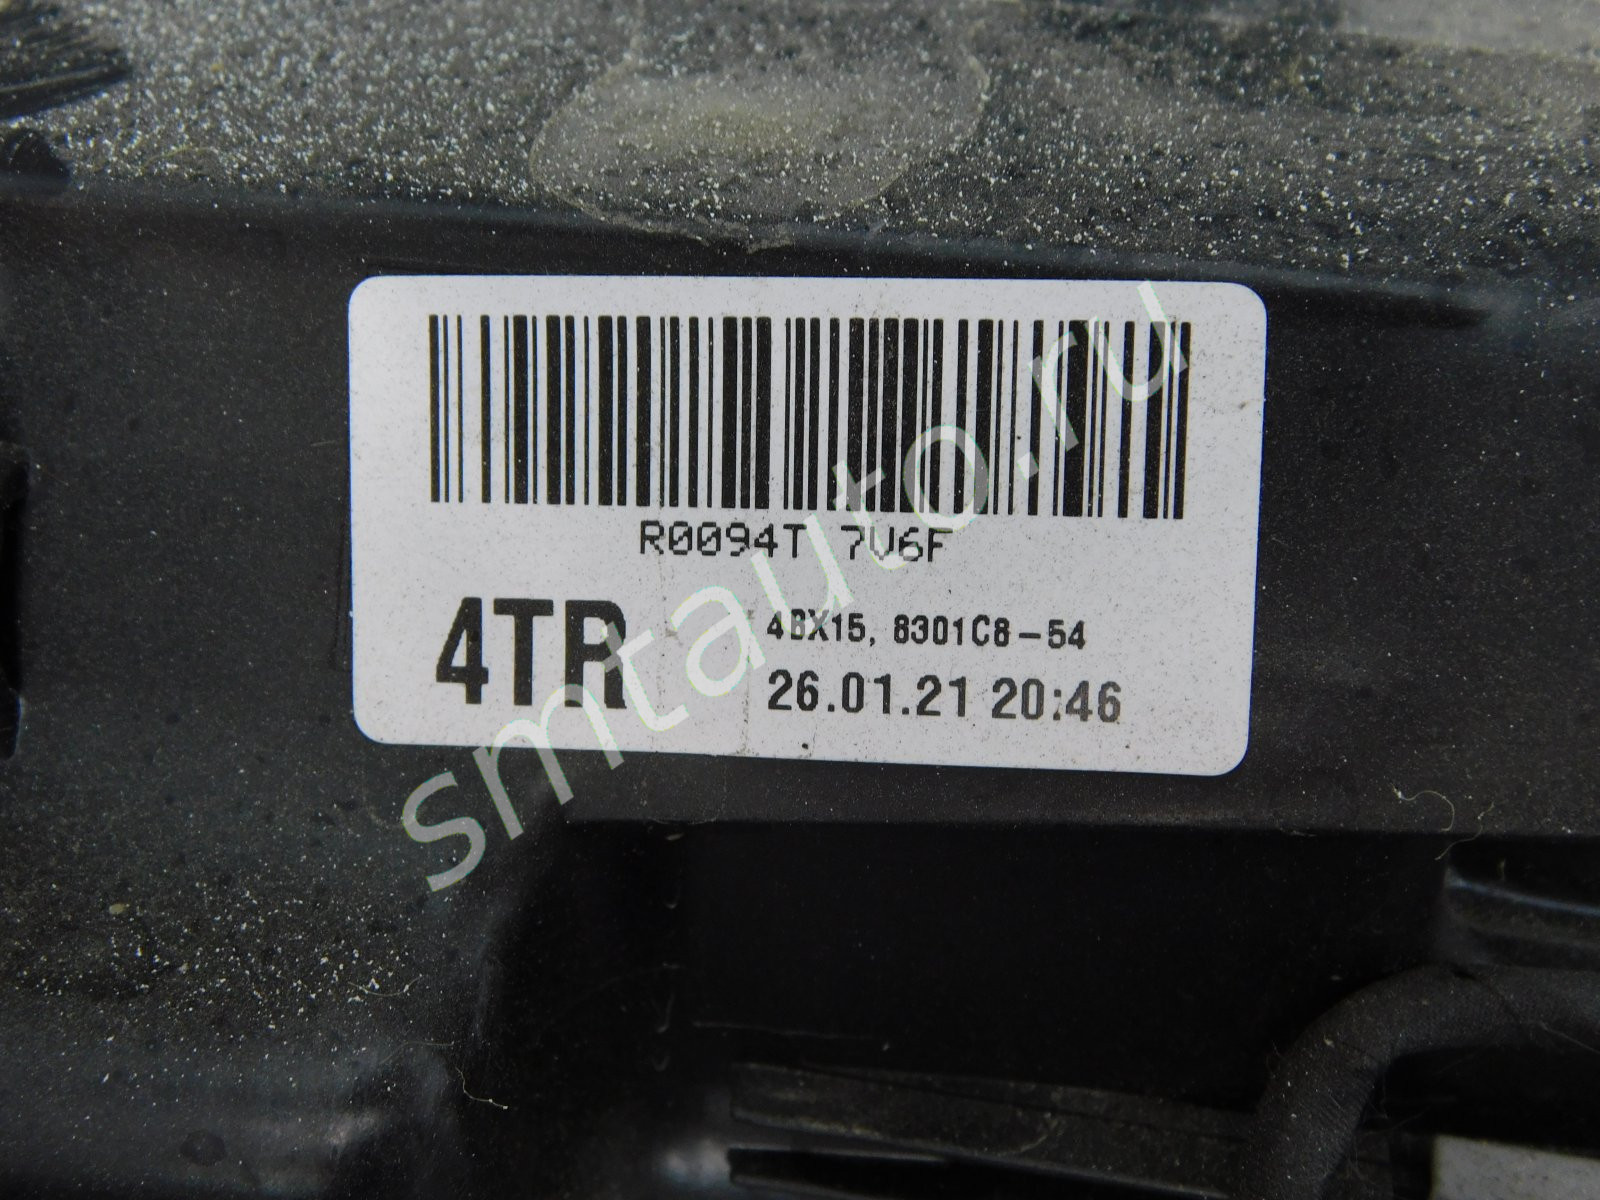 R0094T 7V6F
4TR
4BX15, 8301C8-54
26.01.21 20:46
smtauto.ru